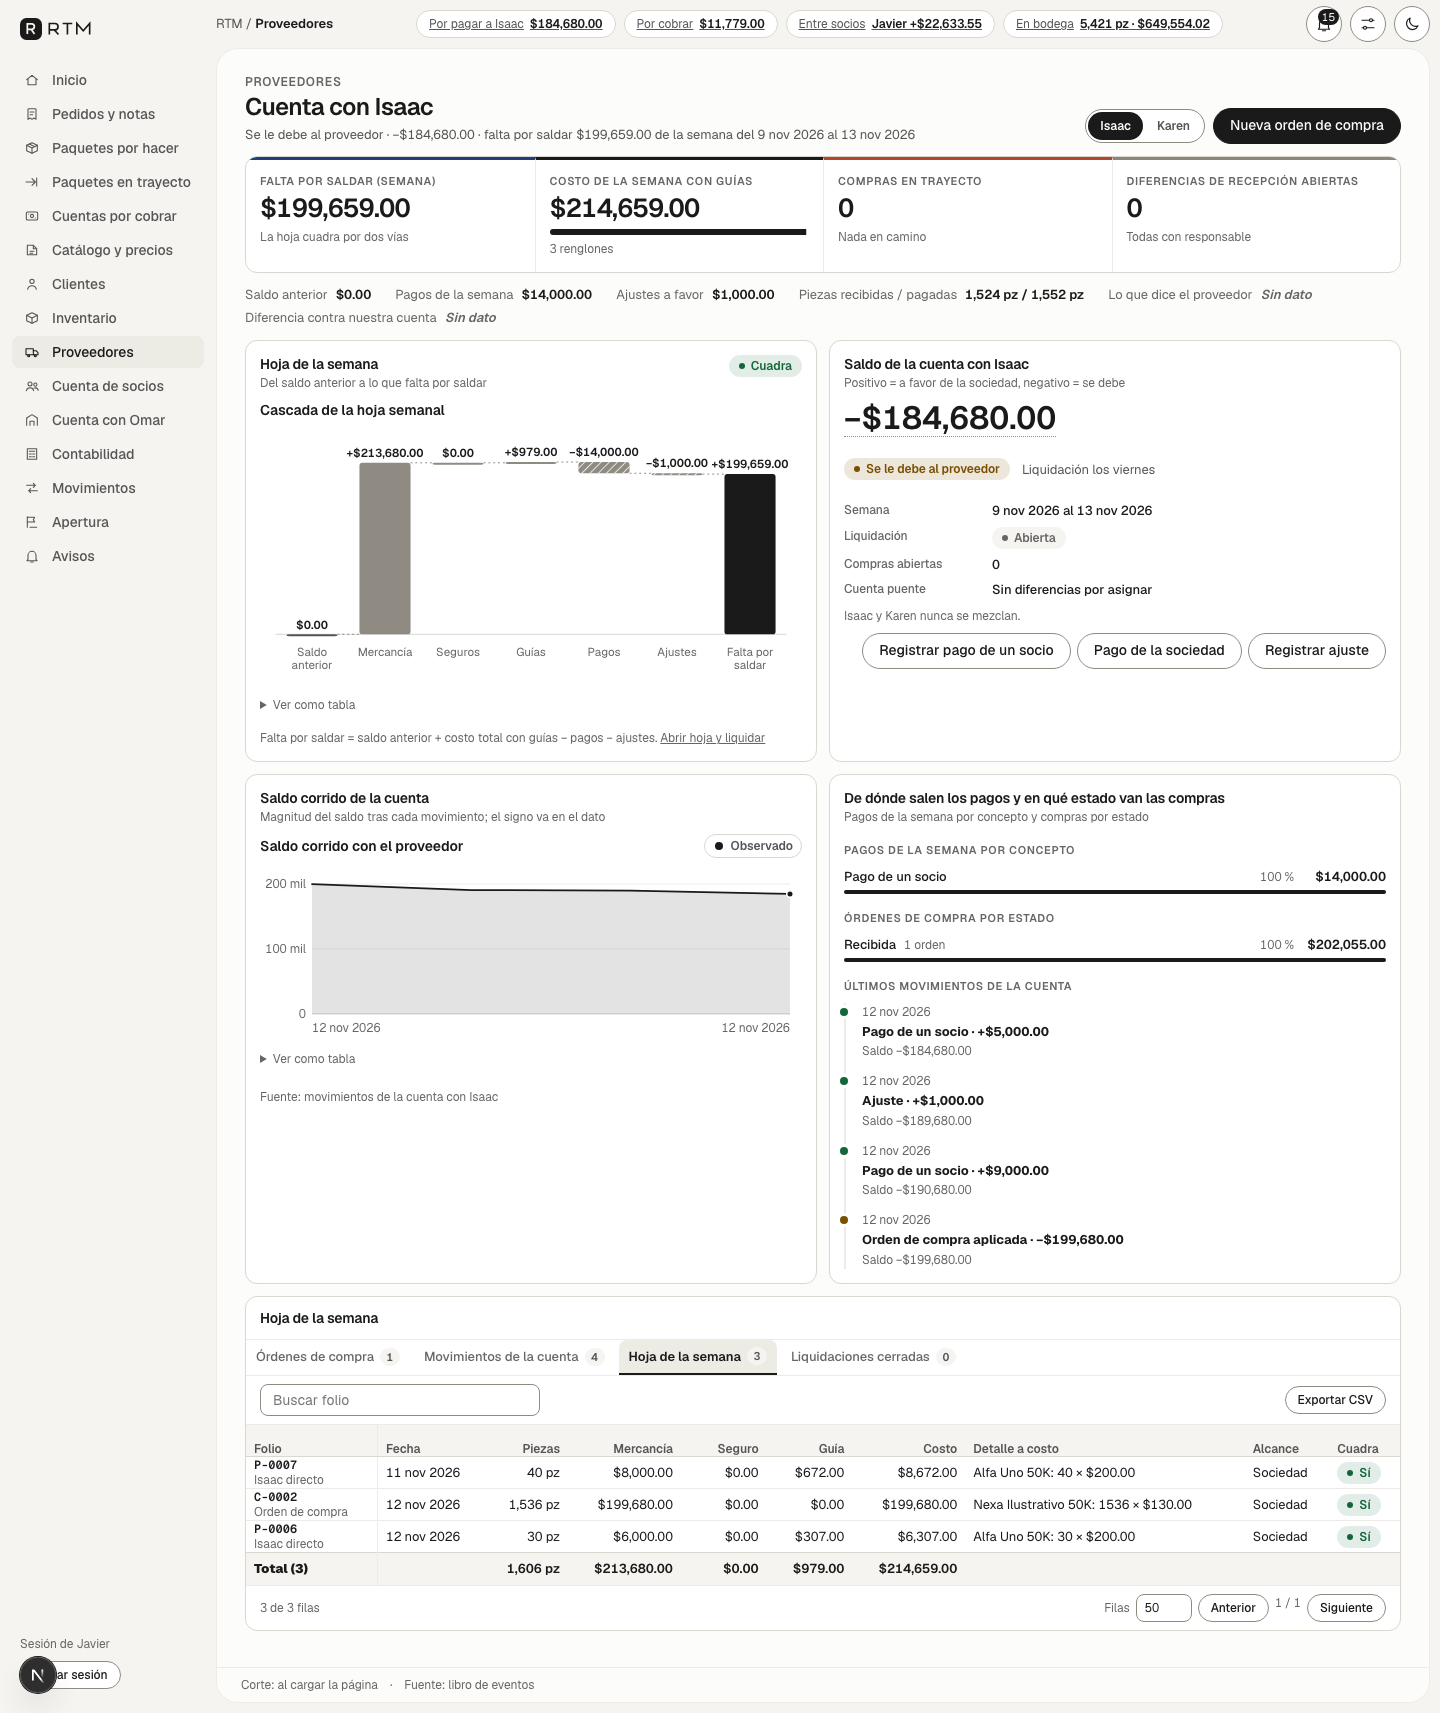 R RTM
RTM / Proveedores
Por pagar a Isaac $184,680.00
Por cobrar $11,779.00
Entre socios Javier +$22,633.55
En bodega 5,421 pz · $649,554.02
15
Inicio
Pedidos y notas
Paquetes por hacer
Paquetes en trayecto
Cuentas por cobrar
Catálogo y precios
Clientes
Inventario
Proveedores
Cuenta de socios
Cuenta con Omar
Contabilidad
Movimientos
Apertura
Avisos
PROVEEDORES
Cuenta con Isaac
Se le debe al proveedor · −$184,680.00 · falta por saldar $199,659.00 de la semana del 9 nov 2026 al 13 nov 2026
Isaac Karen
Nueva orden de compra
FALTA POR SALDAR (SEMANA)
$199,659.00
La hoja cuadra por dos vías
COSTO DE LA SEMANA CON GUÍAS
$214,659.00
3 renglones
COMPRAS EN TRAYECTO
0
Nada en camino
DIFERENCIAS DE RECEPCIÓN ABIERTAS
0
Todas con responsable
Saldo anterior $0.00 Pagos de la semana $14,000.00 Ajustes a favor $1,000.00 Piezas recibidas / pagadas 1,524 pz / 1,552 pz Lo que dice el proveedor Sin dato
Diferencia contra nuestra cuenta Sin dato
Hoja de la semana
Cuadra
Del saldo anterior a lo que falta por saldar
Cascada de la hoja semanal
+$213,680.00 $0.00 +$979.00 −$14,000.00 −$1,000.00 +$199,659.00
$0.00
Saldo anterior Mercancía Seguros Guías Pagos Ajustes Falta por saldar
Ver como tabla
Falta por saldar = saldo anterior + costo total con guías − pagos − ajustes. Abrir hoja y liquidar
Saldo de la cuenta con Isaac
Positivo = a favor de la sociedad, negativo = se debe
−$184,680.00
Se le debe al proveedor Liquidación los viernes
Semana 9 nov 2026 al 13 nov 2026
Liquidación Abierta
Compras abiertas 0
Cuenta puente Sin diferencias por asignar
Isaac y Karen nunca se mezclan.
Registrar pago de un socio Pago de la sociedad Registrar ajuste
Saldo corrido de la cuenta
Magnitud del saldo tras cada movimiento; el signo va en el dato
Saldo corrido con el proveedor
Observado
200 mil
100 mil
0
12 nov 2026 12 nov 2026
Ver como tabla
Fuente: movimientos de la cuenta con Isaac
De dónde salen los pagos y en qué estado van las compras
Pagos de la semana por concepto y compras por estado
PAGOS DE LA SEMANA POR CONCEPTO
Pago de un socio 100 % $14,000.00
ÓRDENES DE COMPRA POR ESTADO
Recibida 1 orden 100 % $202,055.00
ÚLTIMOS MOVIMIENTOS DE LA CUENTA
12 nov 2026
Pago de un socio · +$5,000.00
Saldo −$184,680.00
12 nov 2026
Ajuste · +$1,000.00
Saldo −$189,680.00
12 nov 2026
Pago de un socio · +$9,000.00
Saldo −$190,680.00
12 nov 2026
Orden de compra aplicada · −$199,680.00
Saldo −$199,680.00
Hoja de la semana
Órdenes de compra 1 Movimientos de la cuenta 4 Hoja de la semana 3 Liquidaciones cerradas 0
Buscar folio
Exportar CSV
Folio Fecha Piezas Mercancía Seguro Guía Costo Detalle a costo Alcance Cuadra
P-0007 Isaac directo 11 nov 2026 40 pz $8,000.00 $0.00 $672.00 $8,672.00 Alfa Uno 50K: 40 × $200.00 Sociedad Sí
C-0002 Orden de compra 12 nov 2026 1,536 pz $199,680.00 $0.00 $0.00 $199,680.00 Nexa Ilustrativo 50K: 1536 × $130.00 Sociedad Sí
P-0006 Isaac directo 12 nov 2026 30 pz $6,000.00 $0.00 $307.00 $6,307.00 Alfa Uno 50K: 30 × $200.00 Sociedad Sí
Total (3) 1,606 pz $213,680.00 $0.00 $979.00 $214,659.00
3 de 3 filas
Filas 50 Anterior 1 / 1 Siguiente
Sesión de Javier
N ar sesión
Corte: al cargar la página · Fuente: libro de eventos